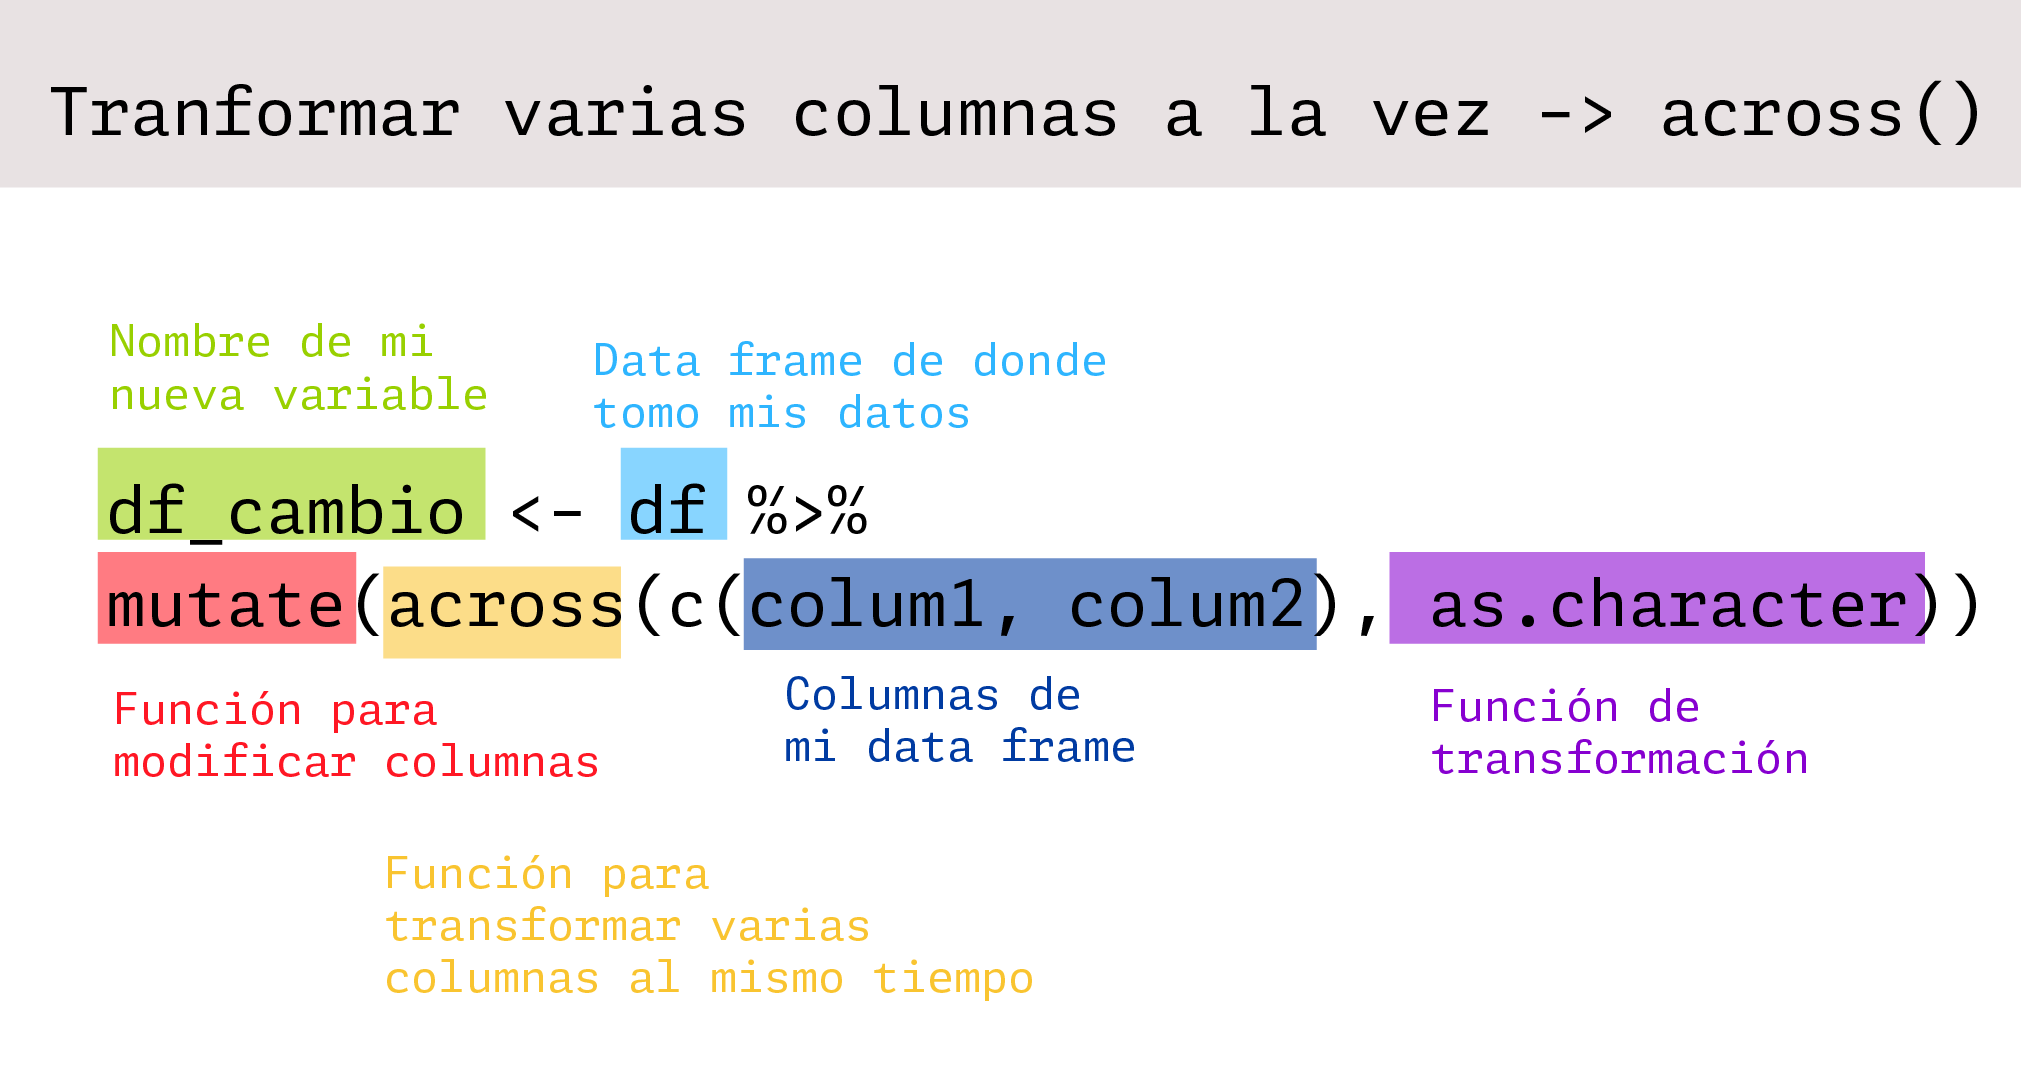 Tranformar varias columnas a la vez -> across()
Nombre de mi
nueva variable
Data frame de donde
tomo mis datos
df_cambio <- df %>%
mutate(across(c(colum1, colum2), as.character))
Función para
modificar columnas
Columnas de
mi data frame
Función de
transformación
Función para
transformar varias
columnas al mismo tiempo